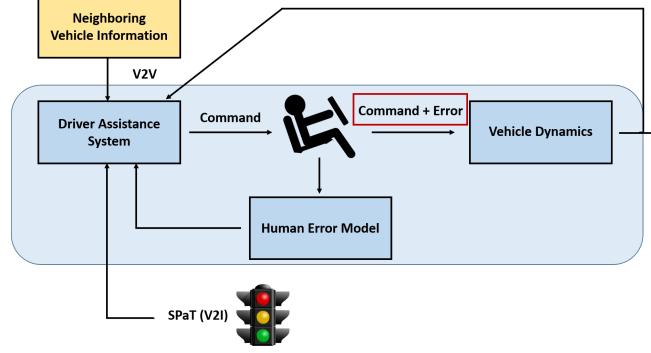 Neighboring
Vehicle Information
V2V
Driver Assistance
System
Command
Command + Error
Vehicle Dynamics
Human Error Model
SPaT (V2I)